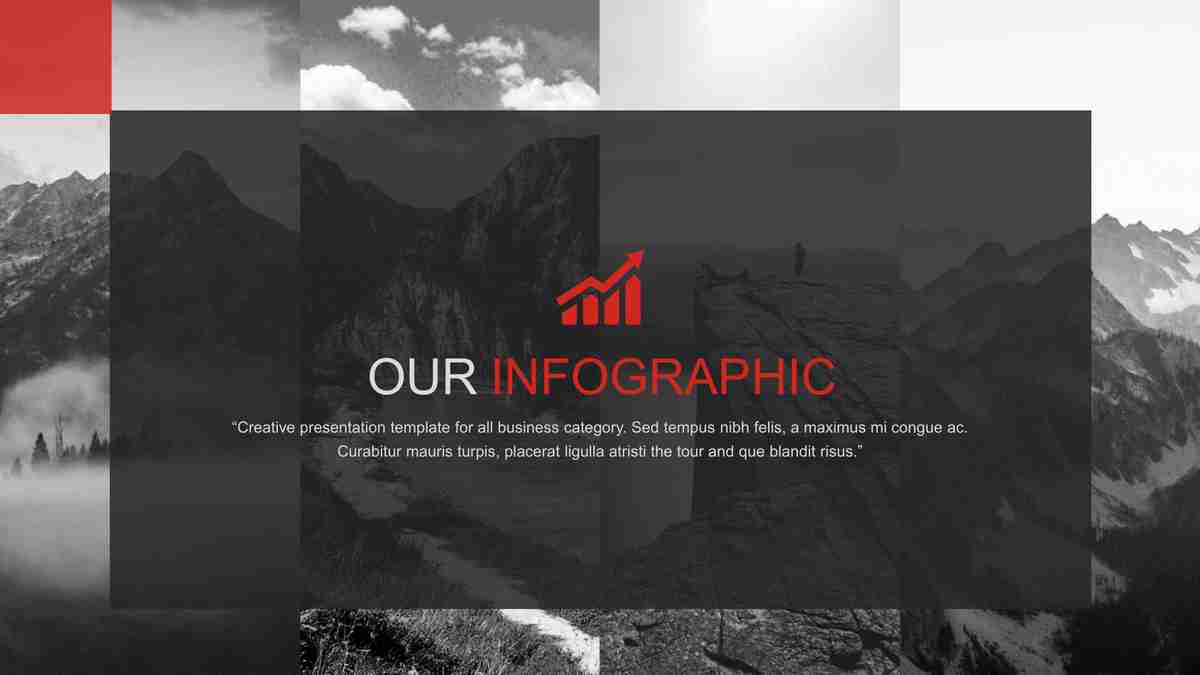 OUR INFOGRAPHIC
“Creative presentation template for all business category. Sed tempus nibh felis, a maximus mi congue ac.
Curabitur mauris turpis, placerat ligulla atristi the tour and que blandit risus.”